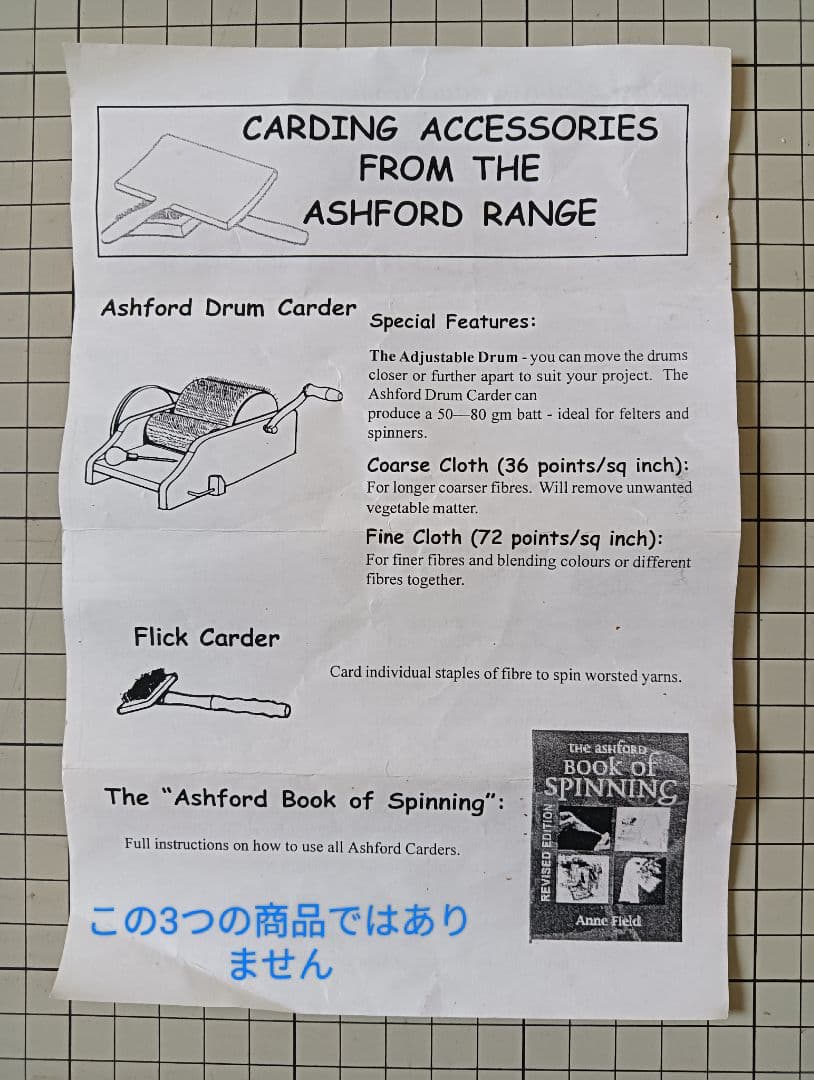 CARDING ACCESSORIES
FROM THE
ASHFORD RANGE
Ashford Drum Carder
Special Features:
The Adjustable Drum - you can move the drums
closer or further apart to suit your project. The
Ashford Drum Carder can
produce a 50—80 gm batt - ideal for felters and
spinners.
Coarse Cloth (36 points/sq inch):
For longer coarser fibres. Will remove unwanted
vegetable matter.
Fine Cloth (72 points/sq inch):
For finer fibres and blending colours or different
fibres together.
Flick Carder
Card individual staples of fibre to spin worsted yarns.
The "Ashford Book of Spinning":
Full instructions on how to use all Ashford Carders.
THE ASHFORD
BOOK OF
SPINNING
REVISED EDITION
Anne Field
この3つの商品ではあり
ません